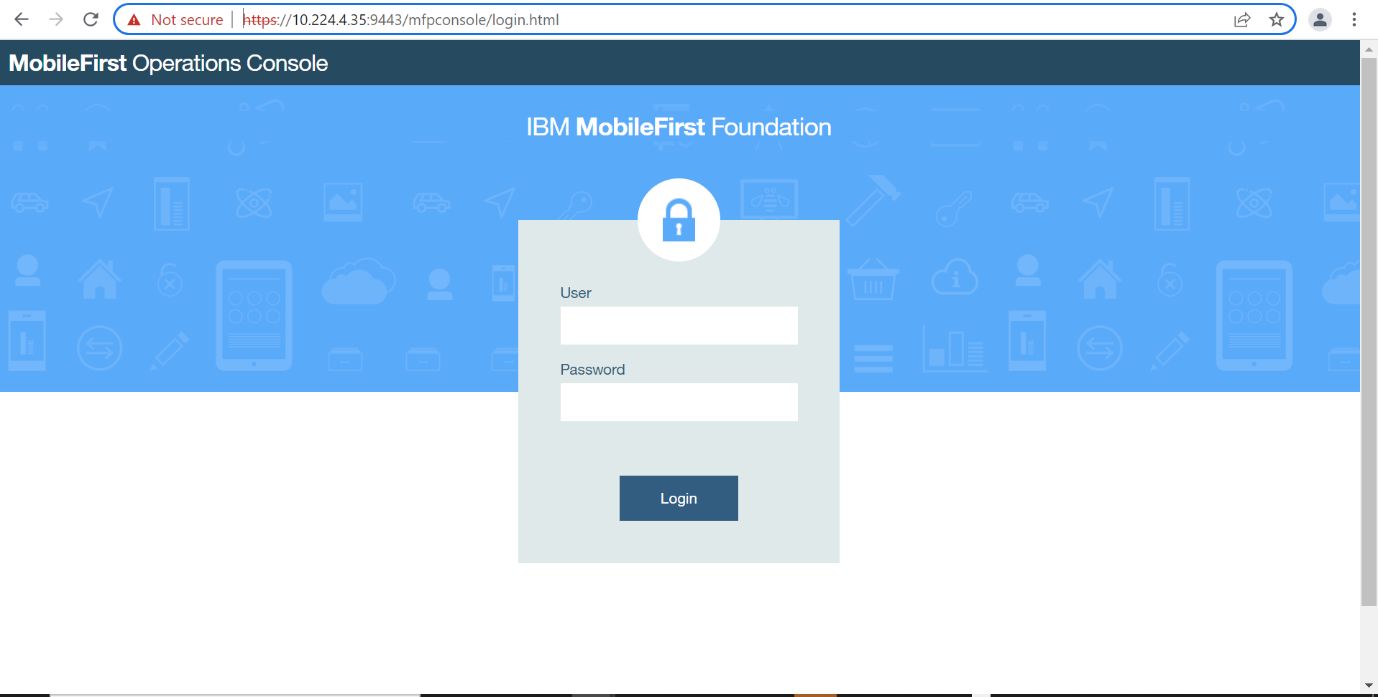 Not secure | https://10.224.4.35:9443/mfpconsole/login.html
MobileFirst Operations Console
IBM MobileFirst Foundation
User
Password
Login